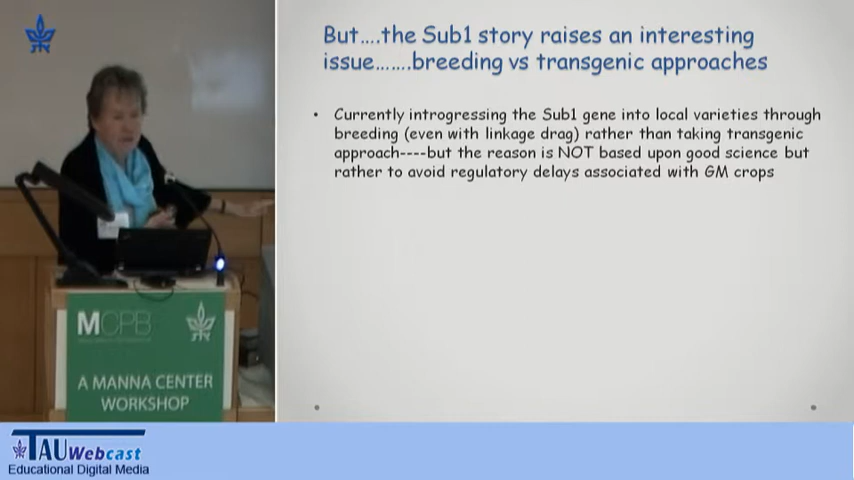 But....the Sub1 story raises an interesting
issue.......breeding vs transgenic approaches
• Currently introgressing the Sub1 gene into local varieties through
breeding (even with linkage drag) rather than taking transgenic
approach----but the reason is NOT based upon good science but
rather to avoid regulatory delays associated with GM crops
MCPB
A MANNA CENTER
WORKSHOP
TAU Webcast
Educational Digital Media